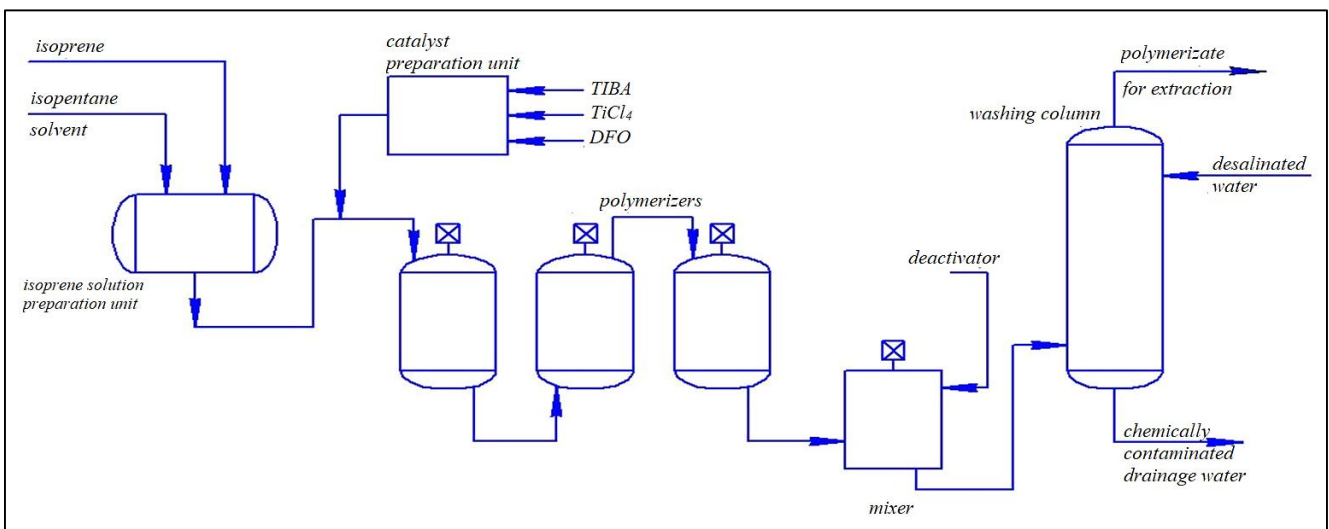 isoprene
isopentane
solvent
isoprene solution
preparation unit
catalyst
preparation unit
TIBA
TiCl₄
DFO
polymerizers
deactivator
mixer
washing column
polymerizate
for extraction
desalinated
water
chemically
contaminated
drainage water